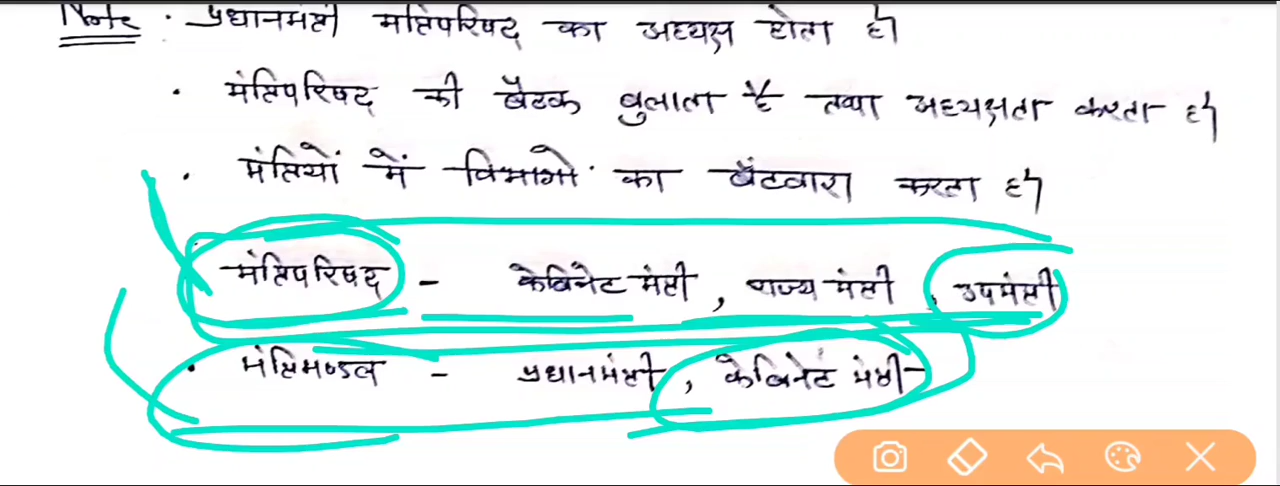 Note · प्रधानमंत्री मंत्रिपरिषद् का अध्यक्ष होता है।
· मंत्रिपरिषद की बैठक बुलाता है तथा अध्यक्षता करता है।
· मंत्रियों में विभागों का बँटवारा करता है।
· मंत्रिपरिषद - केबिनेट मंत्री, राज्य मंत्री, उपमंत्री
· मंत्रिमण्डल - प्रधानमंत्री, केबिनेट मंत्री